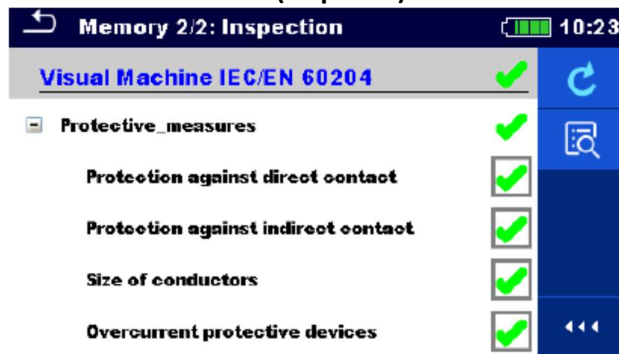 Memory 2/2: Inspection 10:23
Visual Machine IEC/EN 60204
Protective_measures
Protection against direct contact
Protection against indirect contact
Size of conductors
Overcurrent protective devices